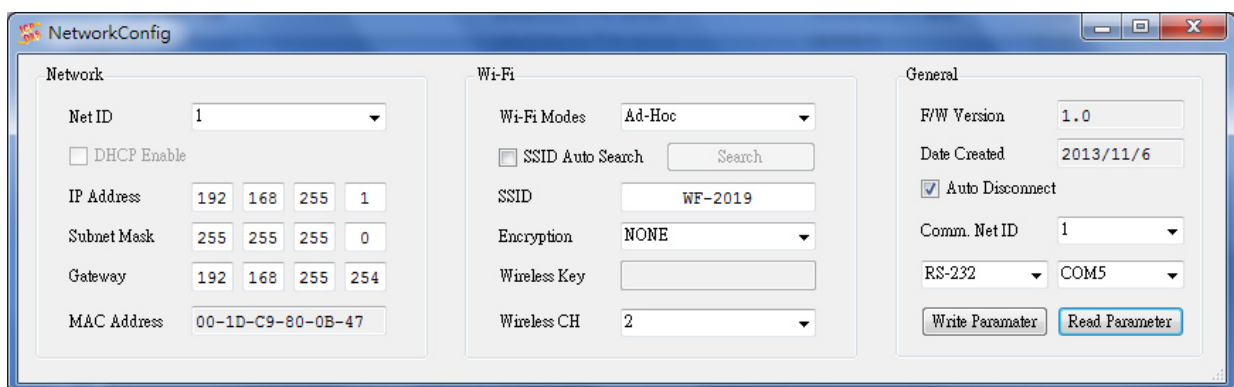 NetworkConfig
Network
Net ID 1
DHCP Enable
IP Address 192 168 255 1
Subnet Mask 255 255 255 0
Gateway 192 168 255 254
MAC Address 00-1D-C9-80-0B-47
Wi-Fi
Wi-Fi Modes Ad-Hoc
SSID Auto Search Search
SSID WF-2019
Encryption NONE
Wireless Key
Wireless CH 2
General
F/W Version 1.0
Date Created 2013/11/6
Auto Disconnect
Comm. Net ID 1
RS-232 COM5
Write Paramater Read Parameter